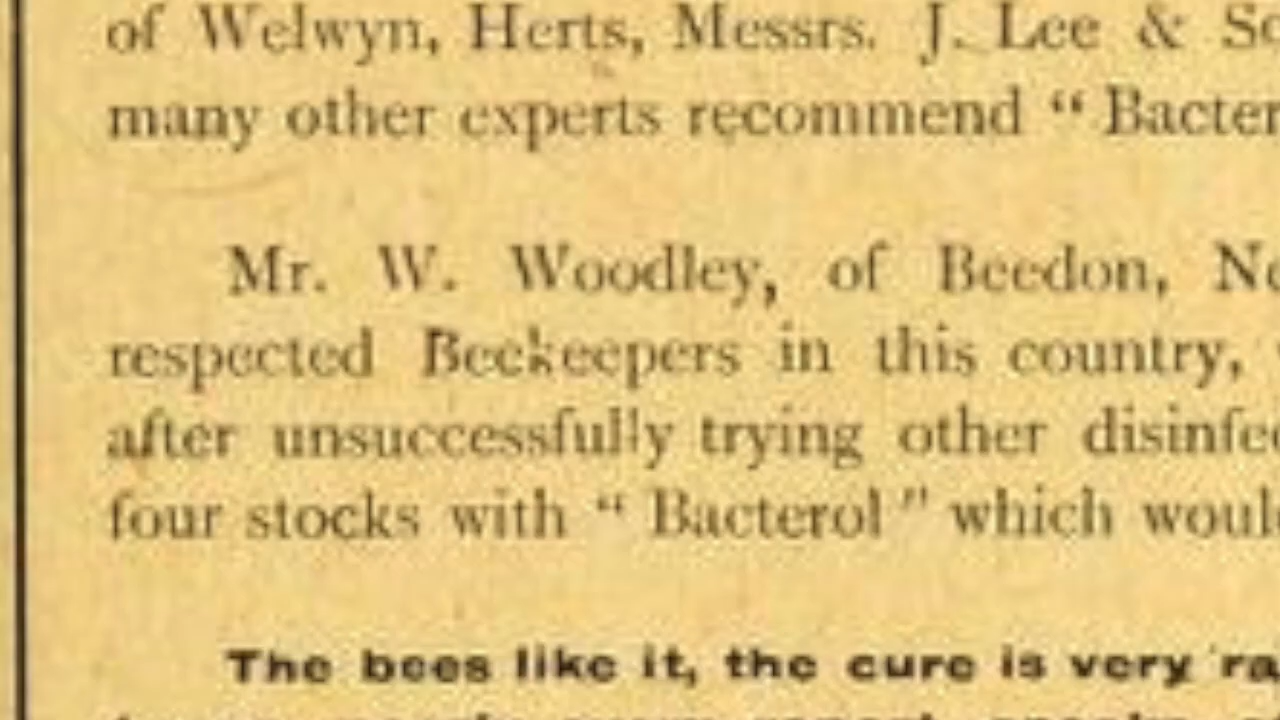 of Welwyn, Herts, Messrs. J. Lee & So
many other experts recommend “ Bacter
Mr. W. Woodley, of Beedon, Ne
respected Beekeepers in this country,
after unsuccessfully trying other disinfec
four stocks with “ Bacterol ” which woul
The bees like it, the cure is very ra